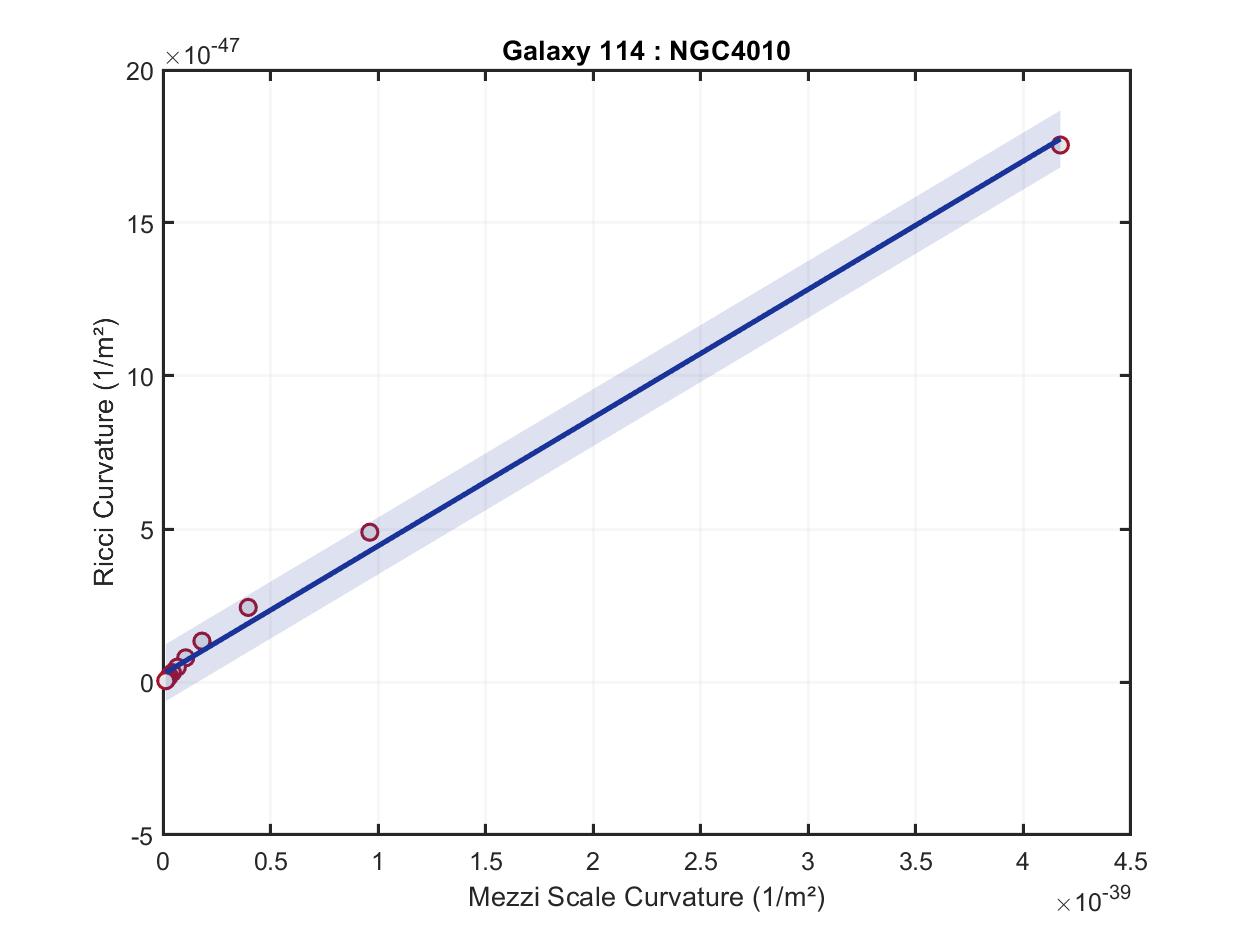 Galaxy 114 : NGC4010
×10-47
20
15
10
5
0
-5
Ricci Curvature (1/m²)
0 0.5 1 1.5 2 2.5 3 3.5 4 4.5
Mezzi Scale Curvature (1/m²)
×10-39